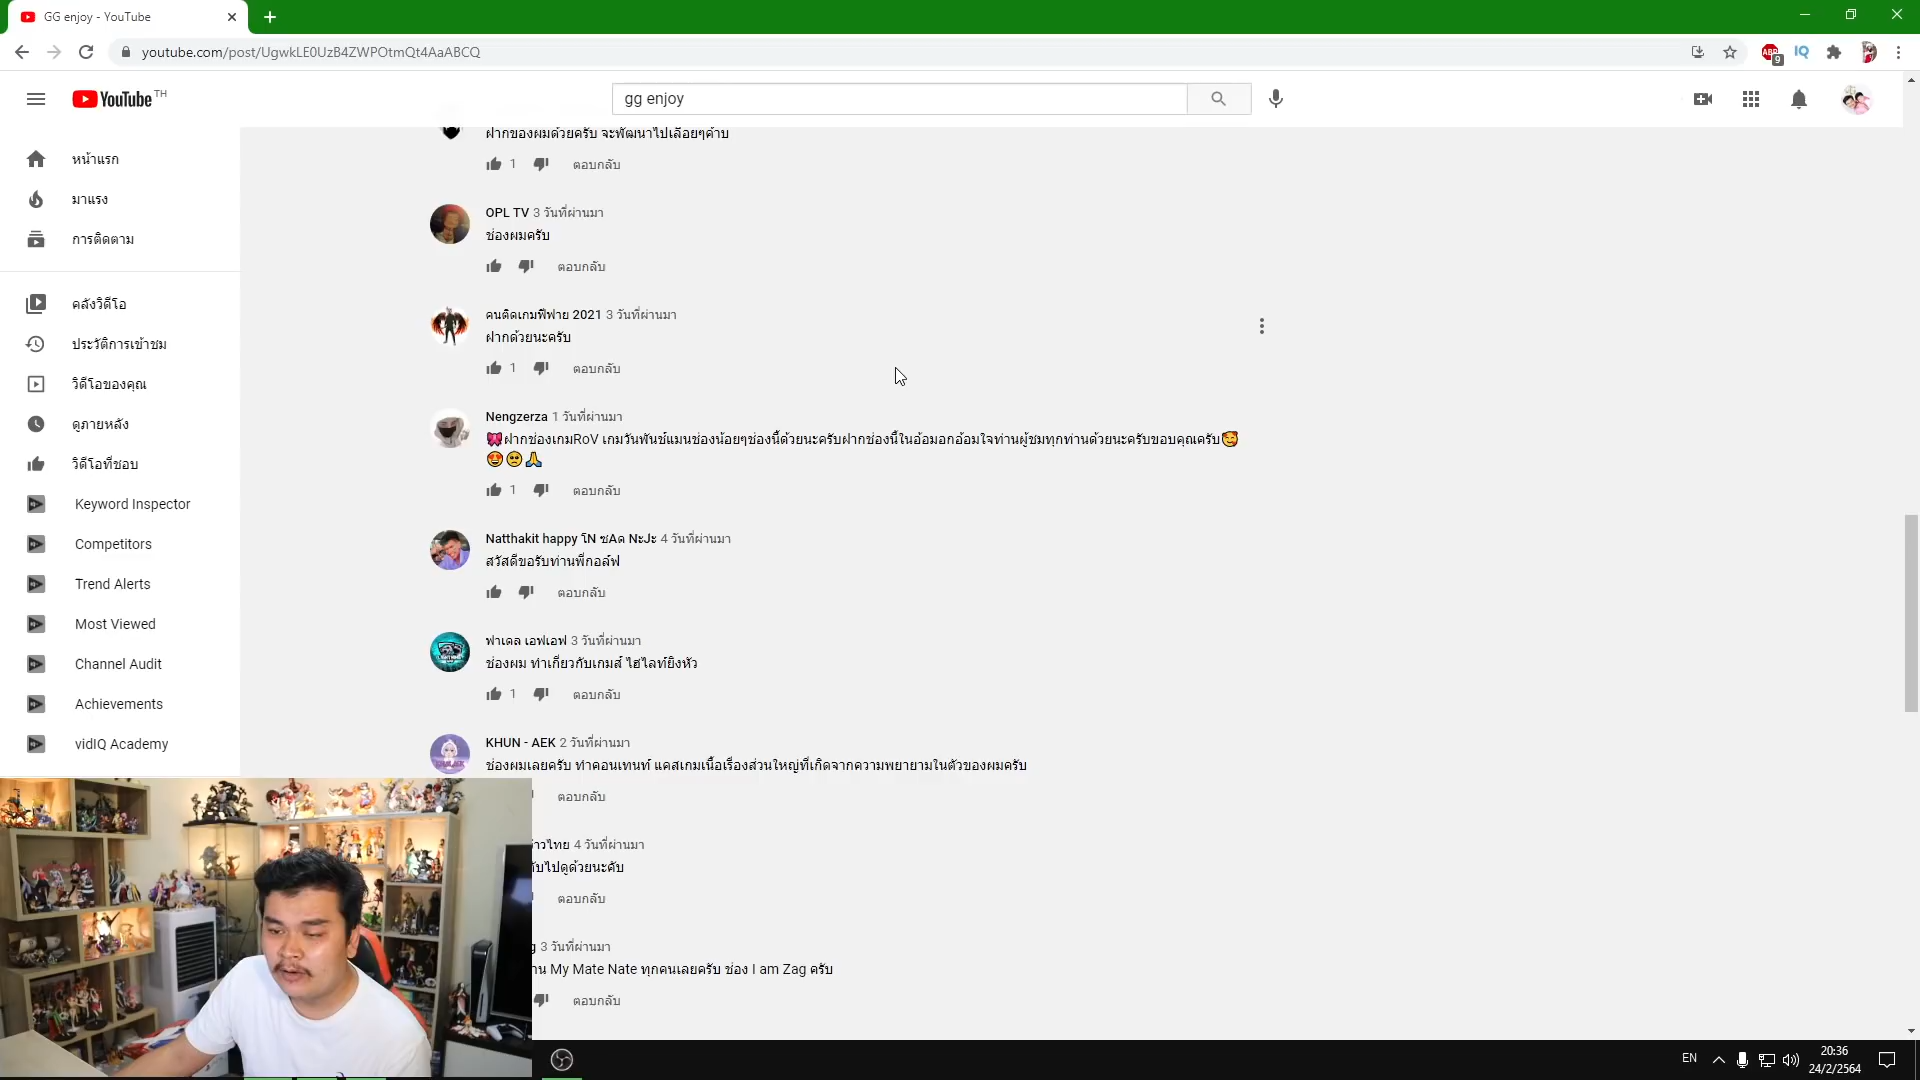 GG enjoy - YouTube
youtube.com/post/UgwkLE0UzB4ZWPOtmQt4AaABCQ
ABP
9
IQ
YouTube TH
gg enjoy
หน้าแรก
มาแรง
การติดตาม
คลังวิดีโอ
ประวัติการเข้าชม
วิดีโอของคุณ
ดูภายหลัง
วิดีโอที่ชอบ
Keyword Inspector
Competitors
Trend Alerts
Most Viewed
Channel Audit
Achievements
vidIQ Academy
ฝากของผมด้วยครับ จะพัฒนาไปเลื่อยๆค้าบ
1 ตอบกลับ
OPL TV 3 วันที่ผ่านมา
ช่องผมครับ
ตอบกลับ
คนติดเกมฟีฟาย 2021 3 วันที่ผ่านมา
ฝากด้วยนะครับ
1 ตอบกลับ
Nengzerza 1 วันที่ผ่านมา
🎀ฝากช่องเกมRoV เกมวันพันช์แมนช่องน้อยๆช่องนี้ด้วยนะครับฝากช่องนี้ในอ้อมอกอ้อมใจท่านผู้ชมทุกท่านด้วยนะครับขอบคุณครับ🥰
😍🥺🙏
1 ตอบกลับ
Natthakit happy โN ซAด NะJะ 4 วันที่ผ่านมา
สวัสดีขอรับท่านพี่กอล์ฟ
ตอบกลับ
ฟาเดล เอฟเอฟ 3 วันที่ผ่านมา
ช่องผม ทำเกี่ยวกับเกมส์ ไฮไลท์ยิงหัว
1 ตอบกลับ
KHUN - AEK 2 วันที่ผ่านมา
ช่องผมเลยครับ ทำคอนเทนท์ แคสเกมเนื้อเรื่องส่วนใหญ่ที่เกิดจากความพยายามในตัวของผมครับ
ตอบกลับ
าวไทย 4 วันที่ผ่านมา
ับไปดูด้วยนะคับ
ตอบกลับ
g 3 วันที่ผ่านมา
าน My Mate Nate ทุกคนเลยครับ ช่อง I am Zag ครับ
ตอบกลับ
EN
20:36
24/2/2564